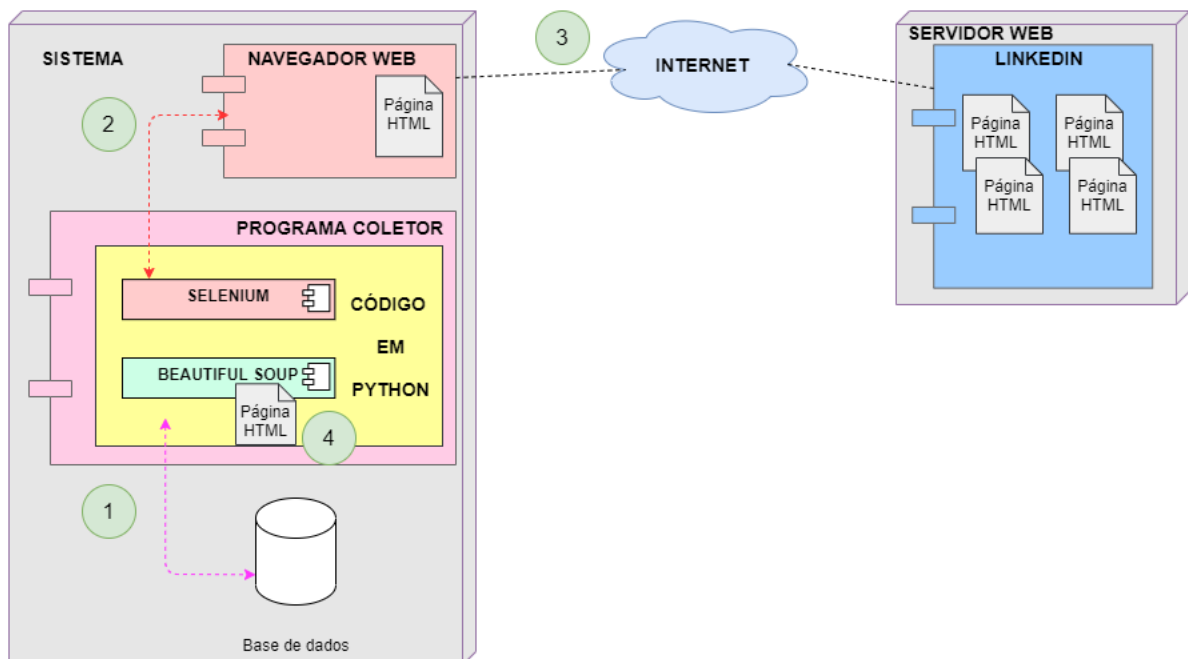 SISTEMA
NAVEGADOR WEB
Página
HTML
2
3
INTERNET
SERVIDOR WEB
LINKEDIN
Página
HTML
Página
HTML
Página
HTML
Página
HTML
PROGRAMA COLETOR
SELENIUM
BEAUTIFUL SOUP
CÓDIGO
EM
PYTHON
Página
HTML
4
1
Base de dados